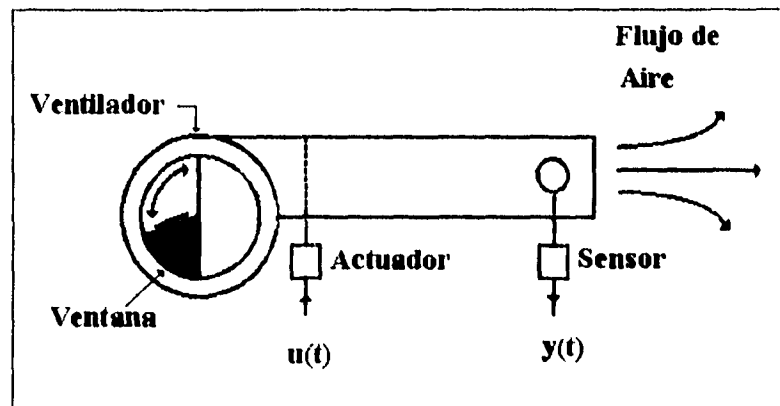 Flujo de
Aire
Ventilador
Actuador
Sensor
Ventana
u(t)
y(t)